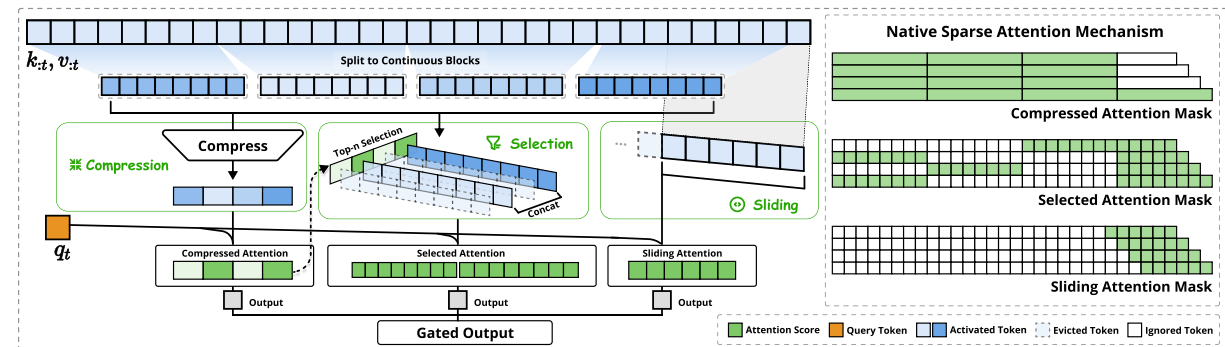 k:t, v:t
Split to Continuous Blocks
Compress
Compression
Top-n Selection
Selection
Concat
...
Sliding
qt
Compressed Attention
Selected Attention
Sliding Attention
Output
Output
Output
Gated Output
Native Sparse Attention Mechanism
Compressed Attention Mask
Selected Attention Mask
Sliding Attention Mask
Attention Score
Query Token
Activated Token
Evicted Token
Ignored Token